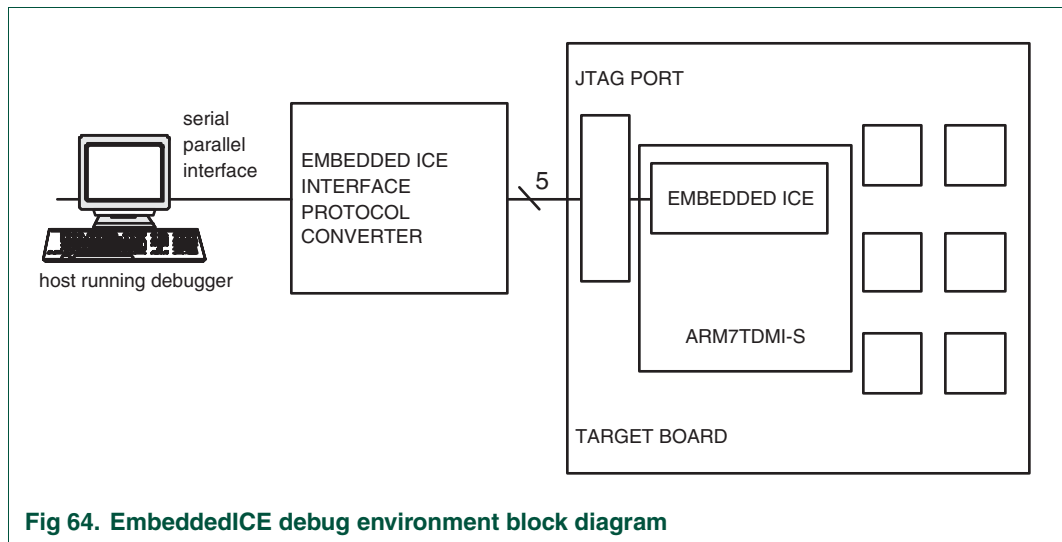 serial
parallel
interface
host running debugger
EMBEDDED ICE
INTERFACE
PROTOCOL
CONVERTER
5
JTAG PORT
EMBEDDED ICE
ARM7TDMI-S
TARGET BOARD
Fig 64. EmbeddedICE debug environment block diagram